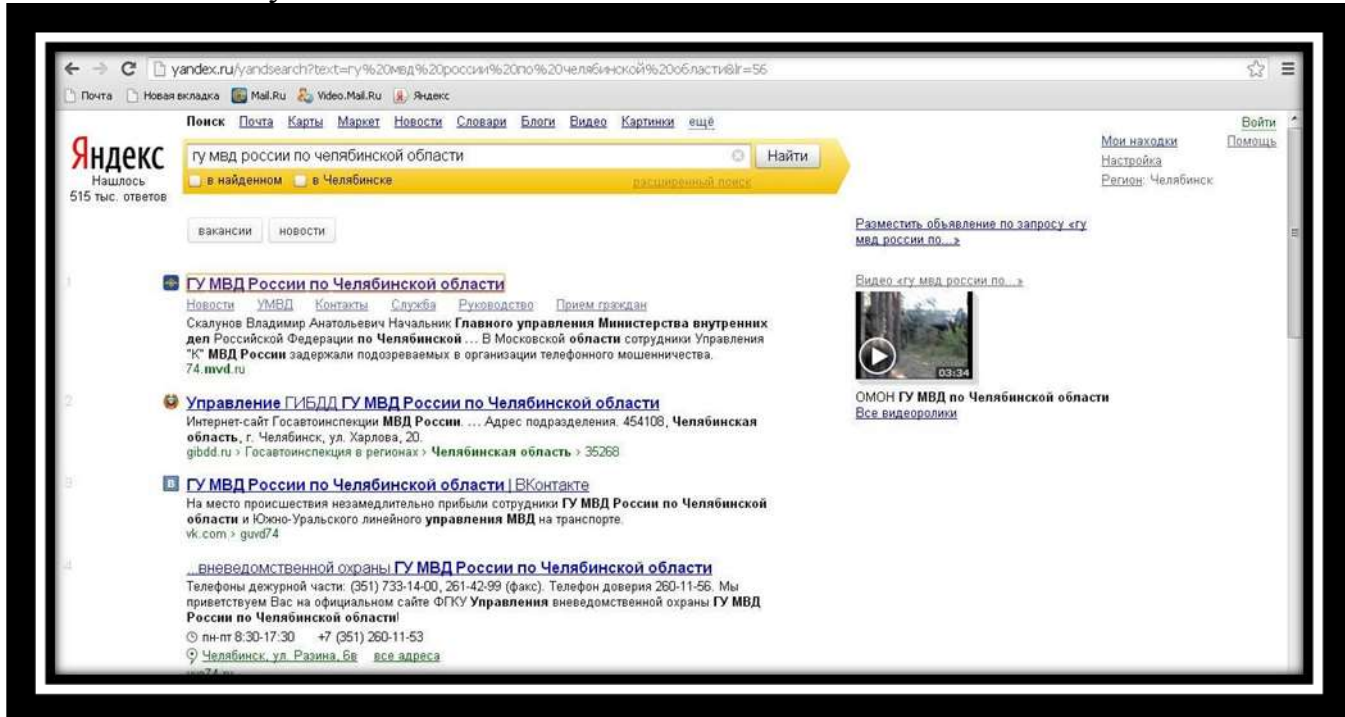 yandex.ru/yandsearch?text=гу%20мвд%20россии%20по%20челябинской%20области&lr=56
Почта Новая вкладка Mail.Ru Video.Mail.Ru Яндекс
Поиск Почта Карты Маркет Новости Словари Блоги Видео Картинки ещё
Войти
Мои находки Помощь
Настройка
Регион: Челябинск
Яндекс
Нашлось
515 тыс. ответов
гу мвд россии по челябинской области Найти
в найденном в Челябинске расширенный поиск
вакансии новости
1
ГУ МВД России по Челябинской области
Новости УМВД Контакты Служба Руководство Прием граждан
Скалунов Владимир Анатольевич Начальник Главного управления Министерства внутренних
дел Российской Федерации по Челябинской ... В Московской области сотрудники Управления
"К" МВД России задержали подозреваемых в организации телефонного мошенничества.
74.mvd.ru
2
Управление ГИБДД ГУ МВД России по Челябинской области
Интернет-сайт Госавтоинспекции МВД России. ... Адрес подразделения. 454108, Челябинская
область, г. Челябинск, ул. Харлова, 20.
gibdd.ru › Госавтоинспекция в регионах › Челябинская область › 35268
3
В ГУ МВД России по Челябинской области | ВКонтакте
На место происшествия незамедлительно прибыли сотрудники ГУ МВД России по Челябинской
области и Южно-Уральского линейного управления МВД на транспорте.
vk.com › guvd74
4
...вневедомственной охраны ГУ МВД России по Челябинской области
Телефоны дежурной части: (351) 733-14-00, 261-42-99 (факс). Телефон доверия 260-11-56. Мы
приветствуем Вас на официальном сайте ФГКУ Управления вневедомственной охраны ГУ МВД
России по Челябинской области!
пн-пт 8:30-17:30 +7 (351) 260-11-53
Челябинск, ул. Разина, 6в все адреса
Разместить объявление по запросу «гу
мвд россии по...»
Видео «гу мвд россии по...»
03:34
ОМОН ГУ МВД по Челябинской области
Все видеоролики